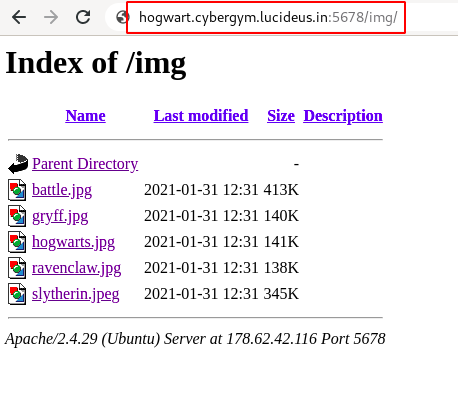 hogwart.cybergym.lucideus.in:5678/img/
Index of /img
Name Last modified Size Description
Parent Directory -
battle.jpg 2021-01-31 12:31 413K
gryff.jpg 2021-01-31 12:31 140K
hogwarts.jpg 2021-01-31 12:31 141K
ravenclaw.jpg 2021-01-31 12:31 138K
slytherin.jpeg 2021-01-31 12:31 345K
Apache/2.4.29 (Ubuntu) Server at 178.62.42.116 Port 5678